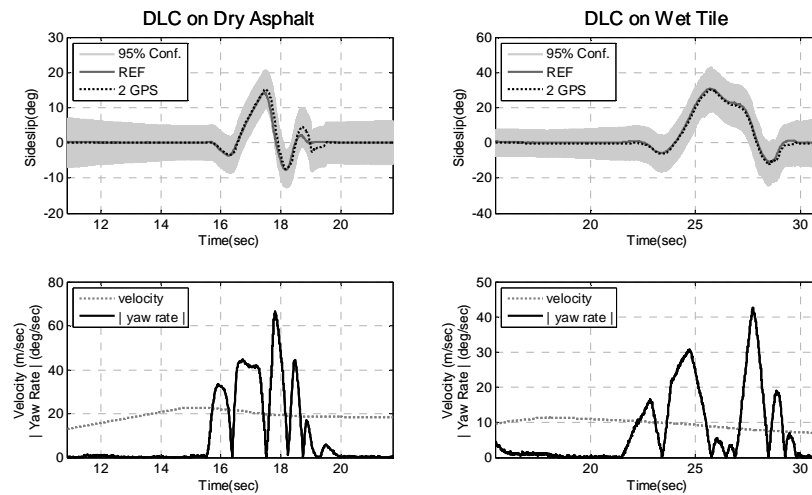 DLC on Dry Asphalt
30
20
10
0
-10
-20
Sideslip(deg)
95% Conf.
REF
2 GPS
12
14
16
18
20
Time(sec)
DLC on Wet Tile
60
40
20
0
-20
-40
Sideslip(deg)
95% Conf.
REF
2 GPS
20
25
30
Time(sec)
80
60
40
20
0
Velocity (m/sec)
| Yaw Rate | (deg/sec)
velocity
| yaw rate |
12
14
16
18
20
Time(sec)
50
40
30
20
10
0
Velocity (m/sec)
| Yaw Rate | (deg/sec)
velocity
| yaw rate |
20
25
30
Time(sec)